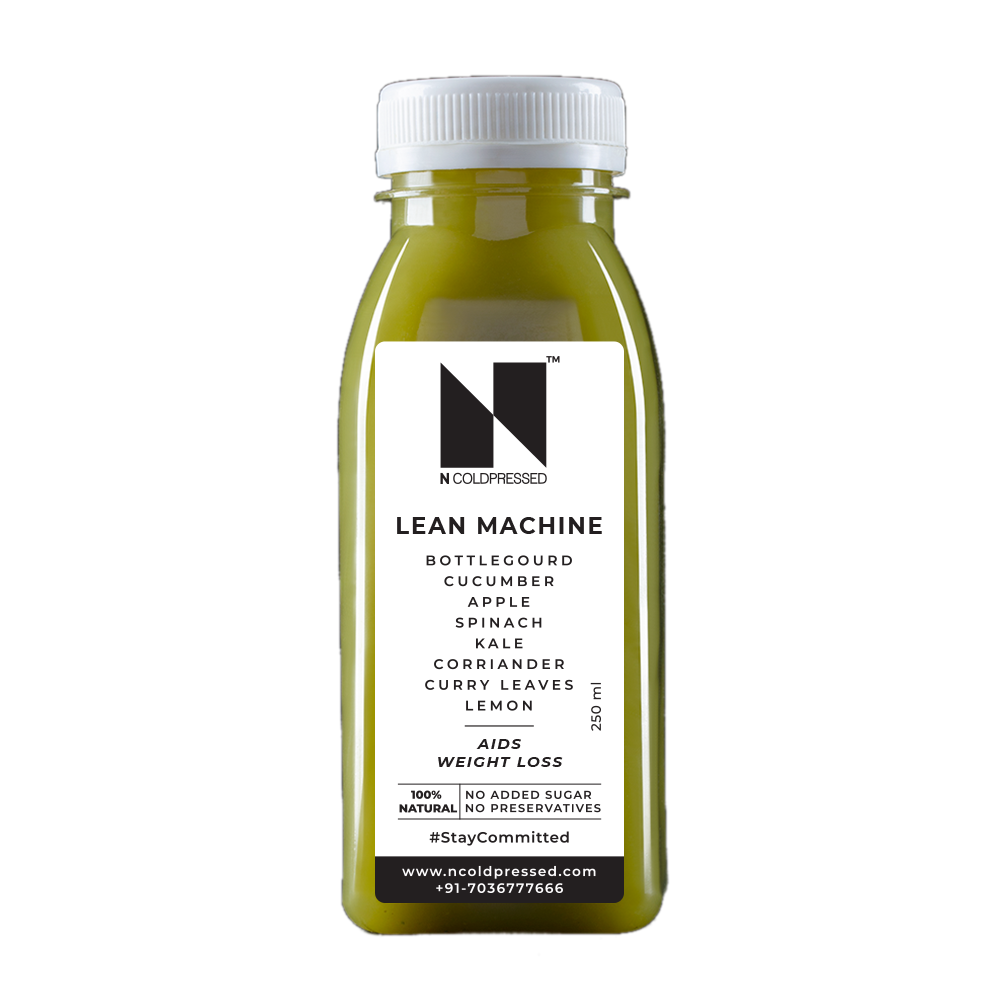 N™
N COLDPRESSED
LEAN MACHINE
BOTTLEGOURD
CUCUMBER
APPLE
SPINACH
KALE
CORRIANDER
CURRY LEAVES
LEMON
250 ml
AIDS
WEIGHT LOSS
100%
NATURAL
NO ADDED SUGAR
NO PRESERVATIVES
#StayCommitted
www.ncoldpressed.com
+91-7036777666